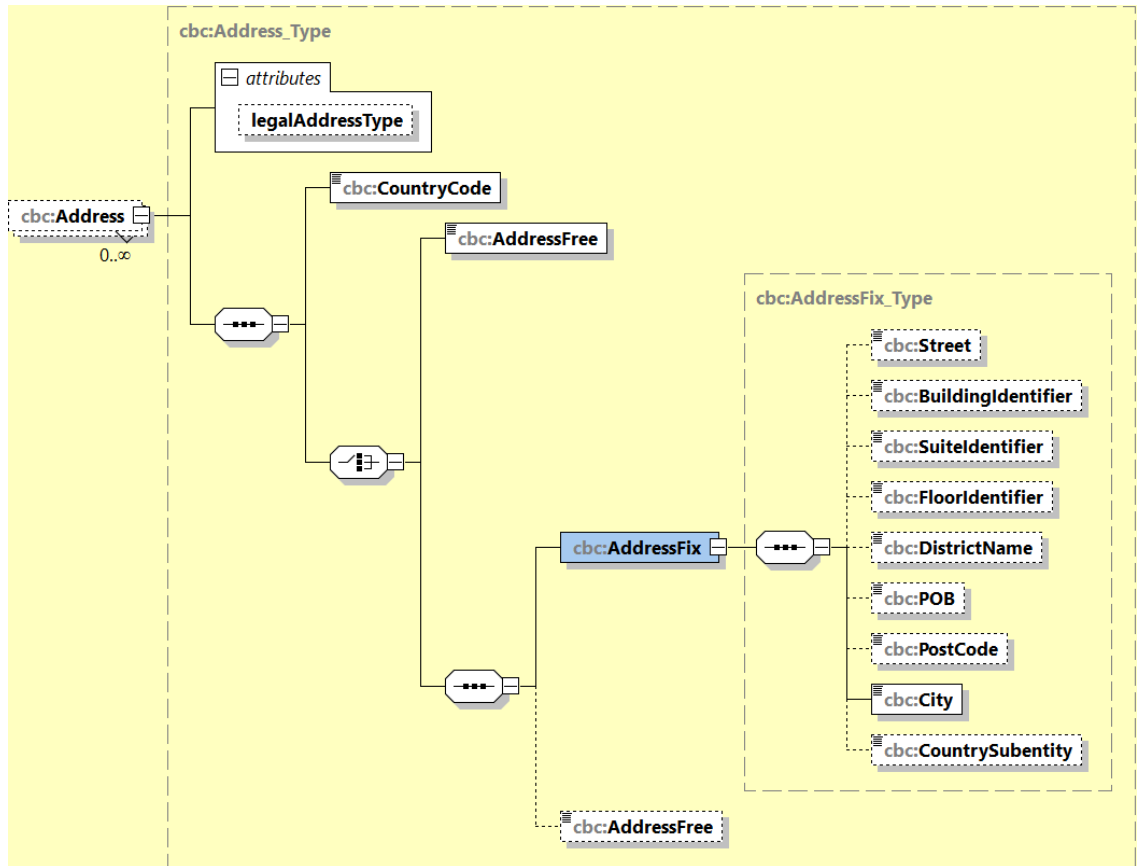 cbc:Address_Type
attributes
legalAddressType
cbc:CountryCode
cbc:Address
0..∞
cbc:AddressFree
cbc:AddressFix_Type
cbc:Street
cbc:BuildingIdentifier
cbc:SuiteIdentifier
cbc:FloorIdentifier
cbc:AddressFix
cbc:DistrictName
cbc:POB
cbc:PostCode
cbc:City
cbc:CountrySubentity
cbc:AddressFree